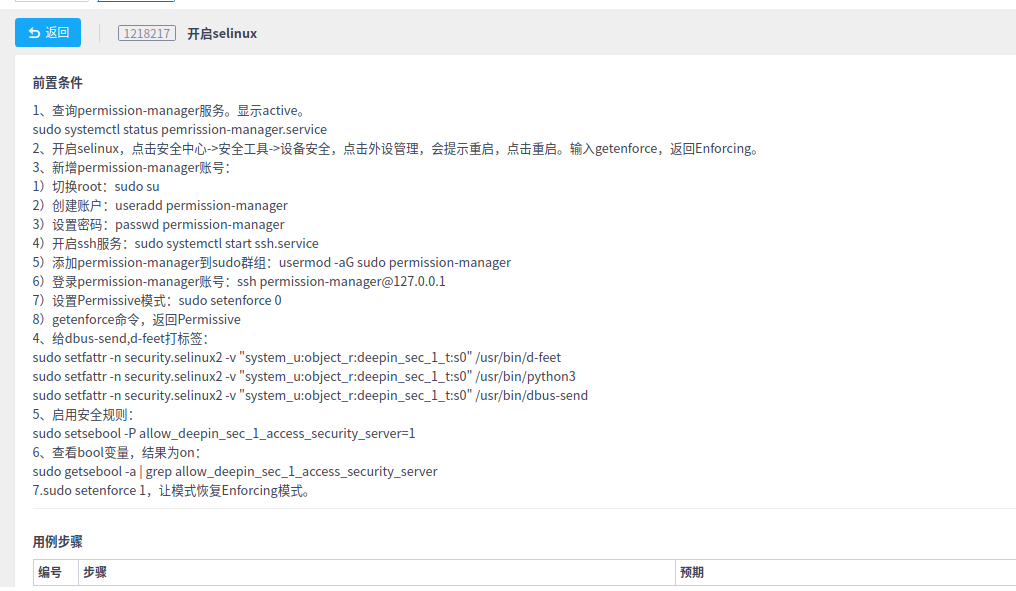 返回
1218217
开启selinux
前置条件
1、查询permission-manager服务。显示active。
sudo systemctl status pemrission-manager.service
2、开启selinux，点击安全中心->安全工具->设备安全，点击外设管理，会提示重启，点击重启。输入getenforce，返回Enforcing。
3、新增permission-manager账号：
1）切换root：sudo su
2）创建账户：useradd permission-manager
3）设置密码：passwd permission-manager
4）开启ssh服务：sudo systemctl start ssh.service
5）添加permission-manager到sudo群组：usermod -aG sudo permission-manager
6）登录permission-manager账号：ssh permission-manager@127.0.0.1
7）设置Permissive模式：sudo setenforce 0
8）getenforce命令，返回Permissive
4、给dbus-send,d-feet打标签：
sudo setfattr -n security.selinux2 -v "system_u:object_r:deepin_sec_1_t:s0" /usr/bin/d-feet
sudo setfattr -n security.selinux2 -v "system_u:object_r:deepin_sec_1_t:s0" /usr/bin/python3
sudo setfattr -n security.selinux2 -v "system_u:object_r:deepin_sec_1_t:s0" /usr/bin/dbus-send
5、启用安全规则：
sudo setsebool -P allow_deepin_sec_1_access_security_server=1
6、查看bool变量，结果为on：
sudo getsebool -a | grep allow_deepin_sec_1_access_security_server
7.sudo setenforce 1，让模式恢复Enforcing模式。
用例步骤
编号 步骤 预期